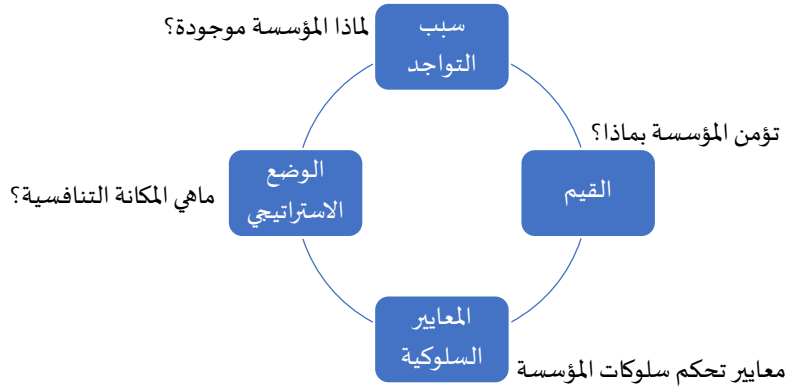 لماذا المؤسسة موجودة؟
سبب
التواجد
تؤمن المؤسسة بماذا؟
القيم
الوضع
الاستراتيجي
ماهي المكانة التنافسية؟
المعايير
السلوكية
معايير تحكم سلوكات المؤسسة